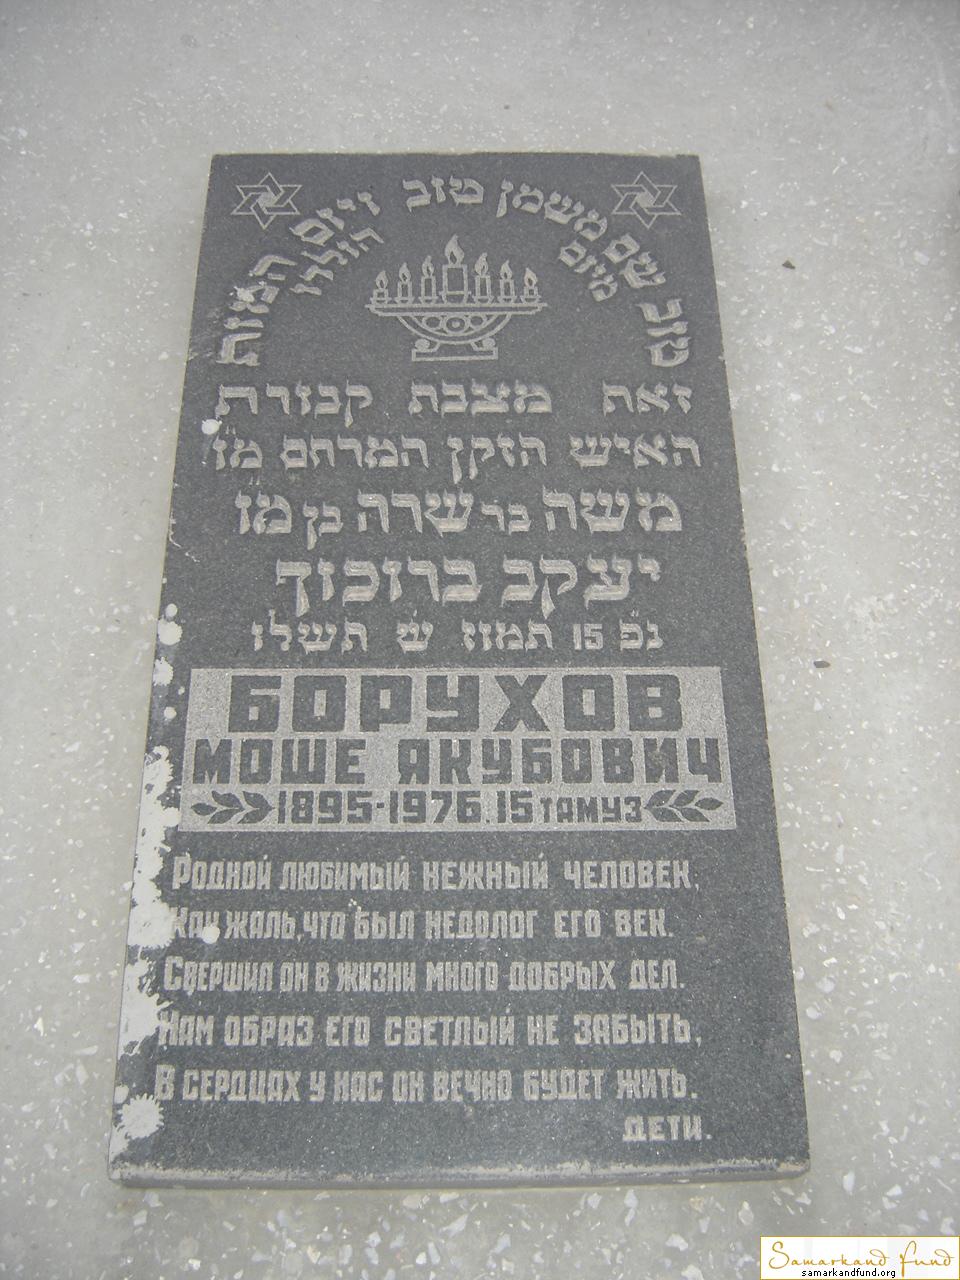 טוב שם משמן טוב ויום המות
מיום הולדו
זאת מצבת קבורת
האיש הזקן המרחם מז
משה בר שרה בן מז
יעקב ברוכוף
נפ 15 תמוז ש תשלו
БОРУХОВ
МОШЕ ЯКУБОВИЧ
1895-1976.15 ТАМУЗ
РОДНОЙ ЛЮБИМЫЙ НЕЖНЫЙ ЧЕЛОВЕК,
КАК ЖАЛЬ, ЧТО БЫЛ НЕДОЛОГ ЕГО ВЕК.
СВЕРШИЛ ОН В ЖИЗНИ МНОГО ДОБРЫХ ДЕЛ.
НАМ ОБРАЗ ЕГО СВЕТЛЫЙ НЕ ЗАБЫТЬ,
В СЕРДЦАХ У НАС ОН ВЕЧНО БУДЕТ ЖИТЬ.
ДЕТИ.
Samarkand fund
samarkandfund.org